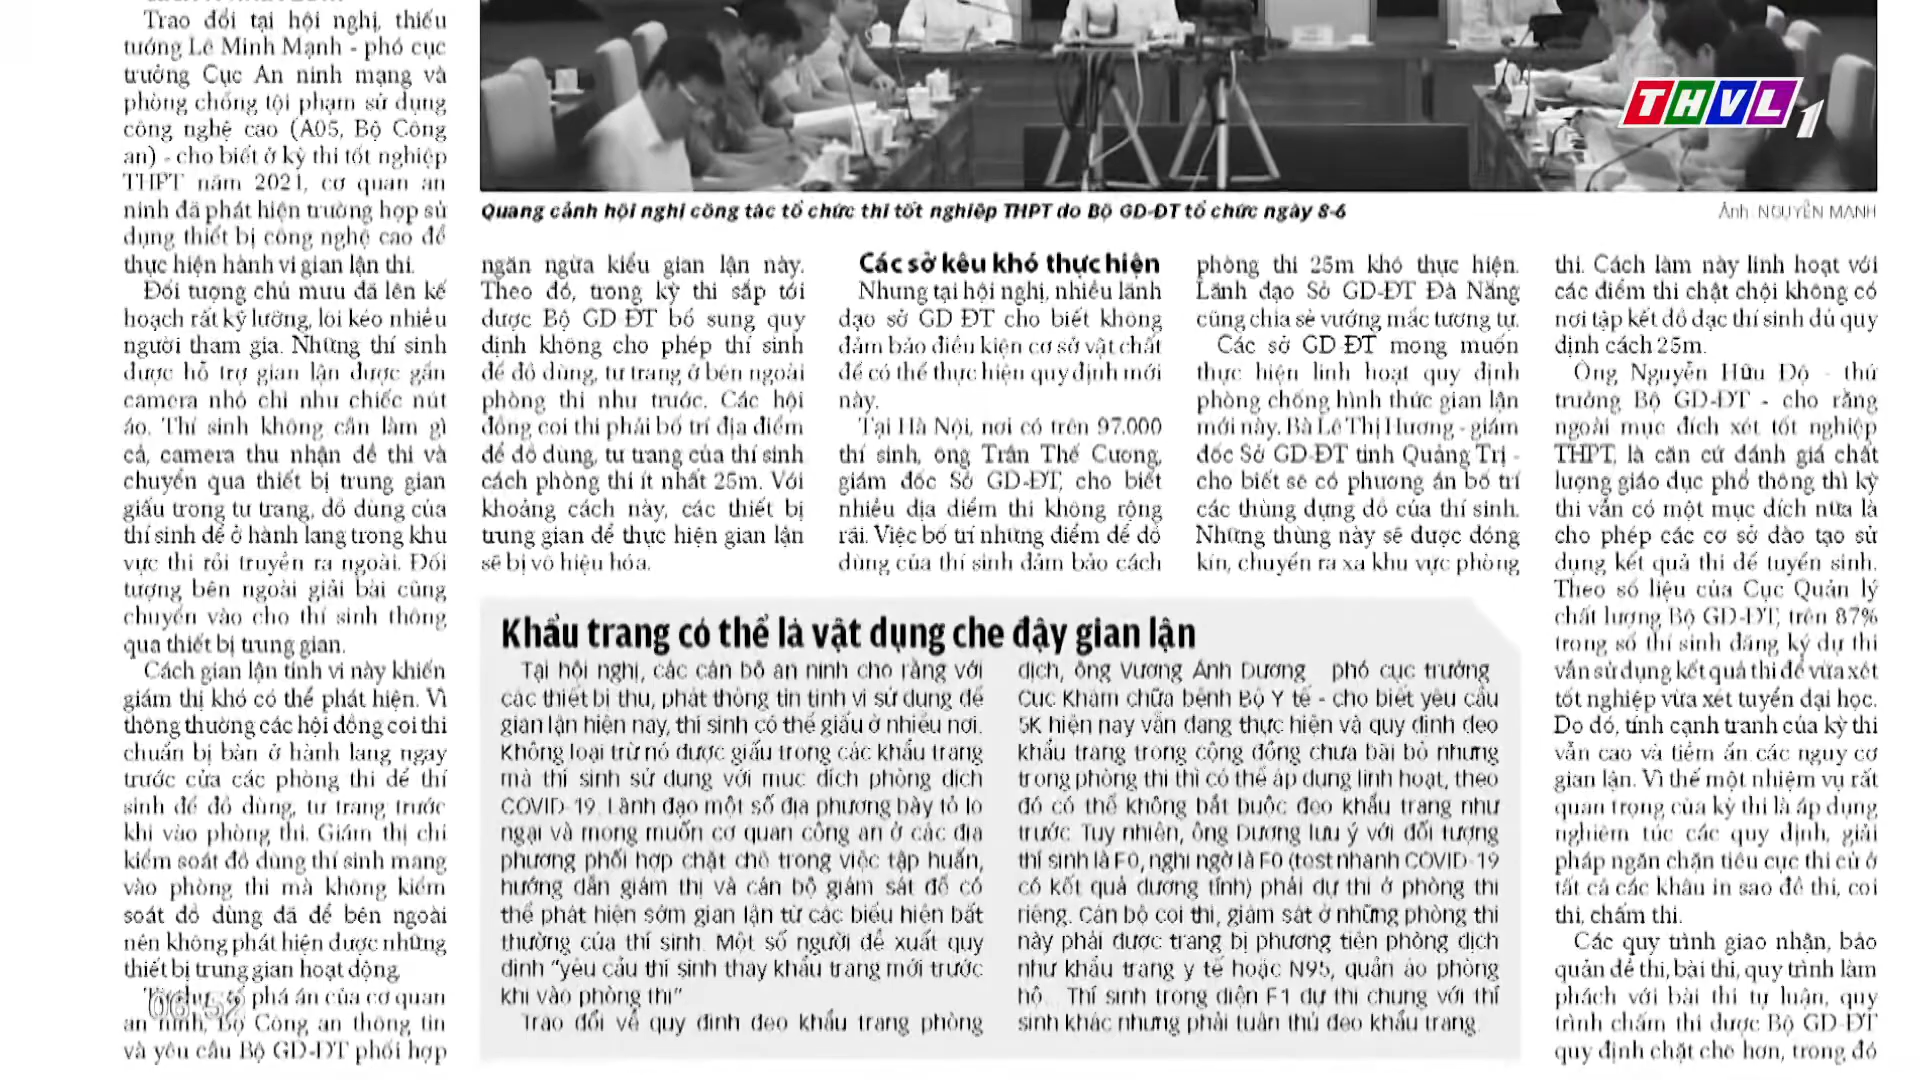 Trao đổi tại hội nghị, thiếu
tướng Lê Minh Mạnh - phó cục
trưởng Cục An ninh mạng và
phòng chống tội phạm sử dụng
công nghệ cao (A05, Bộ Công
an) - cho biết ở kỳ thi tốt nghiệp
THPT năm 2021, cơ quan an
ninh đã phát hiện trường hợp sử
dụng thiết bị công nghệ cao để
thực hiện hành vi gian lận thi.
Đối tượng chủ mưu đã lên kế
hoạch rất kỹ lưỡng, lôi kéo nhiều
người tham gia. Những thí sinh
được hỗ trợ gian lận được gắn
camera nhỏ chỉ như chiếc nút
áo. Thí sinh không cần làm gì
cả, camera thu nhận đề thi và
chuyển qua thiết bị trung gian
giấu trong tư trang, đồ dùng của
thí sinh để ở hành lang trong khu
vực thi rồi truyền ra ngoài. Đối
tượng bên ngoài giải bài cũng
chuyển vào cho thí sinh thông
qua thiết bị trung gian.
Cách gian lận tinh vi này khiến
giám thị khó có thể phát hiện. Vì
thông thường các hội đồng coi thi
chuẩn bị bàn ở hành lang ngay
trước cửa các phòng thi để thí
sinh để đồ dùng, tư trang trước
khi vào phòng thi. Giám thị chỉ
kiểm soát đồ dùng thí sinh mang
vào phòng thi mà không kiểm
soát đồ dùng đã để bên ngoài
nên không phát hiện được những
thiết bị trung gian hoạt động.
phá án của cơ quan
an ninh, Bộ Công an thông tin
và yêu cầu Bộ GD-ĐT phối hợp
06:52
THVL1
Quang cảnh hội nghị công tác tổ chức thi tốt nghiệp THPT do Bộ GD-ĐT tổ chức ngày 8-6
Ảnh: NGUYỄN MẠNH
ngăn ngừa kiểu gian lận này.
Theo đó, trong kỳ thi sắp tới
được Bộ GD-ĐT bổ sung quy
định không cho phép thí sinh
để đồ dùng, tư trang ở bên ngoài
phòng thi như trước. Các hội
đồng coi thi phải bố trí địa điểm
để đồ dùng, tư trang của thí sinh
cách phòng thi ít nhất 25m. Với
khoảng cách này, các thiết bị
trung gian để thực hiện gian lận
sẽ bị vô hiệu hóa.
Các sở kêu khó thực hiện
Nhưng tại hội nghị, nhiều lãnh
đạo sở GD-ĐT cho biết không
đảm bảo điều kiện cơ sở vật chất
để có thể thực hiện quy định mới
này.
Tại Hà Nội, nơi có trên 97.000
thí sinh, ông Trần Thế Cương,
giám đốc Sở GD-ĐT, cho biết
nhiều địa điểm thi không rộng
rãi. Việc bố trí những điểm để đồ
dùng của thí sinh đảm bảo cách
phòng thi 25m khó thực hiện.
Lãnh đạo Sở GD-ĐT Đà Nẵng
cũng chia sẻ vướng mắc tương tự.
Các sở GD-ĐT mong muốn
thực hiện linh hoạt quy định
phòng chống hình thức gian lận
mới này. Bà Lê Thị Hương - giám
đốc Sở GD-ĐT tỉnh Quảng Trị -
cho biết sẽ có phương án bố trí
các thùng đựng đồ của thí sinh.
Những thùng này sẽ được đóng
kín, chuyển ra xa khu vực phòng
thi. Cách làm này linh hoạt với
các điểm thi chật chội không có
nơi tập kết đồ đạc thí sinh đủ quy
định cách 25m.
Ông Nguyễn Hữu Độ - thứ
trưởng Bộ GD-ĐT - cho rằng
ngoài mục đích xét tốt nghiệp
THPT, là căn cứ đánh giá chất
lượng giáo dục phổ thông thì kỳ
thi vẫn có một mục đích nữa là
cho phép các cơ sở đào tạo sử
dụng kết quả thi để tuyển sinh.
Theo số liệu của Cục Quản lý
chất lượng Bộ GD-ĐT, trên 87%
trong số thí sinh đăng ký dự thi
vẫn sử dụng kết quả thi để vừa xét
tốt nghiệp vừa xét tuyển đại học.
Do đó, tính cạnh tranh của kỳ thi
vẫn cao và tiềm ẩn các nguy cơ
gian lận. Vì thế một nhiệm vụ rất
quan trọng của kỳ thi là áp dụng
nghiêm túc các quy định, giải
pháp ngăn chặn tiêu cực thi cử ở
tất cả các khâu in sao đề thi, coi
thi, chấm thi.
Các quy trình giao nhận, bảo
quản đề thi, bài thi, quy trình làm
phách với bài thi tự luận, quy
trình chấm thi được Bộ GD-ĐT
quy định chặt chẽ hơn, trong đó
Khẩu trang có thể là vật dụng che đậy gian lận
Tại hội nghị, các cán bộ an ninh cho rằng với
các thiết bị thu, phát thông tin tinh vi sử dụng để
gian lận hiện nay, thí sinh có thể giấu ở nhiều nơi.
Không loại trừ nó được giấu trong các khẩu trang
mà thí sinh sử dụng với mục đích phòng dịch
COVID-19. Lãnh đạo một số địa phương bày tỏ lo
ngại và mong muốn cơ quan công an ở các địa
phương phối hợp chặt chẽ trong việc tập huấn,
hướng dẫn giám thị và cán bộ giám sát để có
thể phát hiện sớm gian lận từ các biểu hiện bất
thường của thí sinh. Một số người đề xuất quy
định "yêu cầu thí sinh thay khẩu trang mới trước
khi vào phòng thi".
Trao đổi về quy định đeo khẩu trang phòng
dịch, ông Vương Ánh Dương - phó cục trưởng
Cục Khám chữa bệnh Bộ Y tế - cho biết yêu cầu
5K hiện nay vẫn đang thực hiện và quy định đeo
khẩu trang trong cộng đồng chưa bãi bỏ nhưng
trong phòng thi thì có thể áp dụng linh hoạt, theo
đó có thể không bắt buộc đeo khẩu trang như
trước. Tuy nhiên, ông Dương lưu ý với đối tượng
thí sinh là F0, nghi ngờ là F0 (test nhanh COVID-19
có kết quả dương tính) phải dự thi ở phòng thi
riêng. Cán bộ coi thi, giám sát ở những phòng thi
này phải được trang bị phương tiện phòng dịch
như khẩu trang y tế hoặc N95, quần áo phòng
hộ... Thí sinh trong diện F1 dự thi chung với thí
sinh khác nhưng phải tuân thủ đeo khẩu trang.